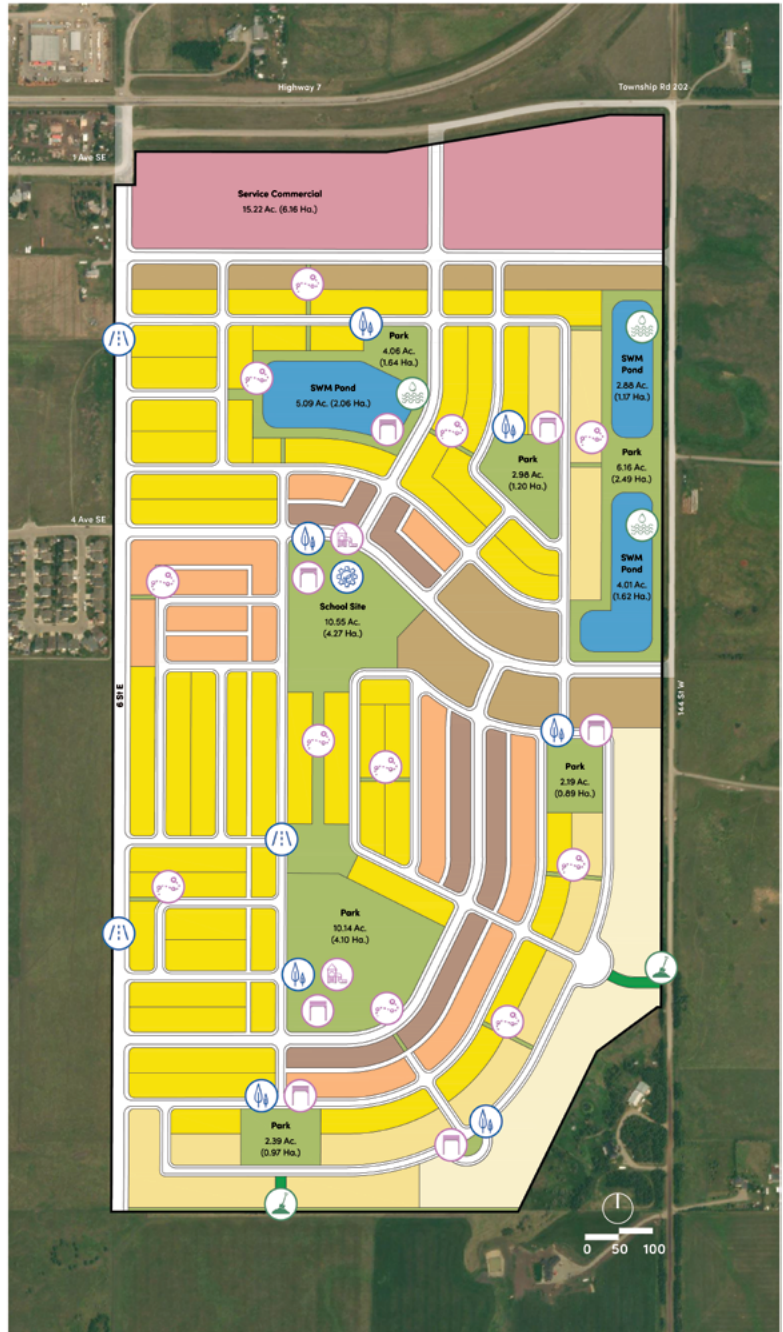 Highway 7
Township Rd 202
1 Ave SE
Service Commercial
15.22 Ac. (6.16 Ha.)
Park
4.06 Ac.
(1.64 Ha.)
SWM Pond
5.09 Ac. (2.06 Ha.)
SWM
Pond
2.88 Ac.
(1.17 Ha.)
Park
2.98 Ac.
(1.20 Ha.)
Park
6.16 Ac.
(2.49 Ha.)
4 Ave SE
SWM
Pond
4.01 Ac.
(1.62 Ha.)
School Site
10.55 Ac.
(4.27 Ha.)
6 St E
144 St W
Park
2.19 Ac.
(0.89 Ha.)
Park
10.14 Ac.
(4.10 Ha.)
Park
2.39 Ac.
(0.97 Ha.)
0 50 100